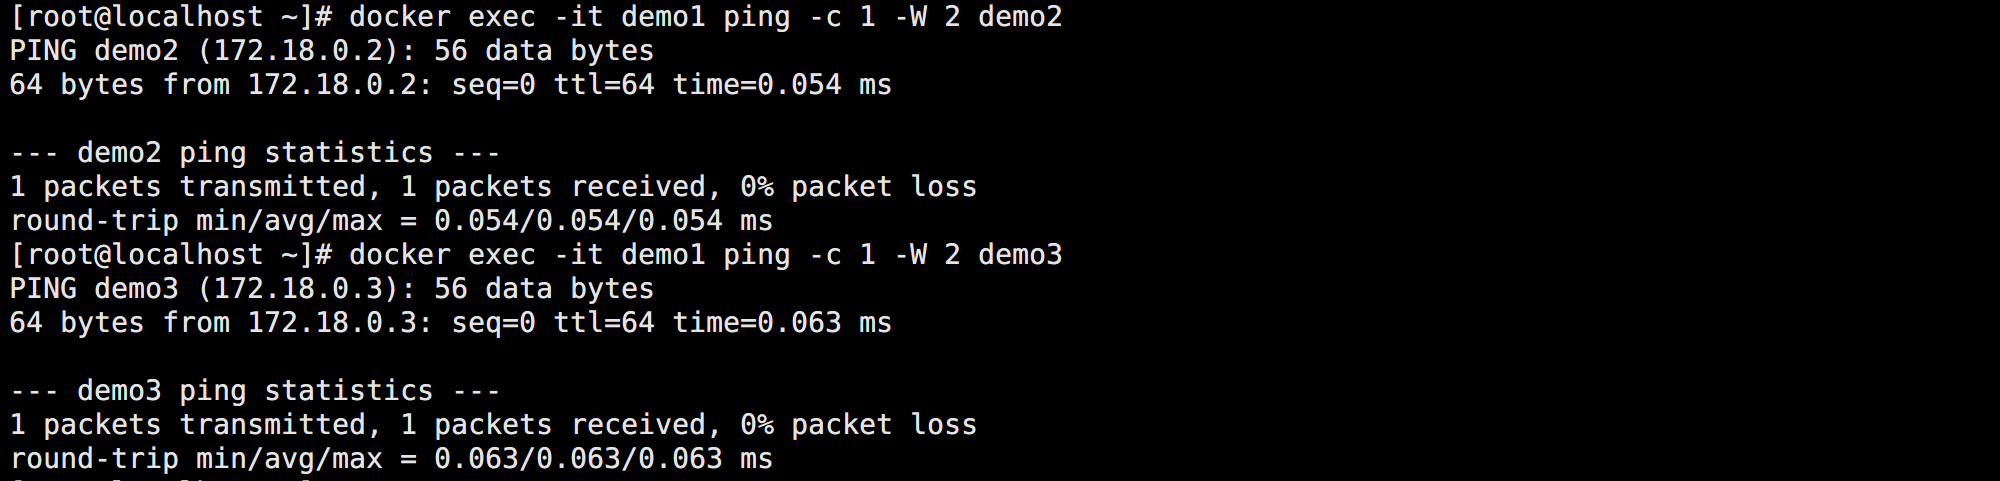 [root@localhost ~]# docker exec -it demo1 ping -c 1 -W 2 demo2
PING demo2 (172.18.0.2): 56 data bytes
64 bytes from 172.18.0.2: seq=0 ttl=64 time=0.054 ms
--- demo2 ping statistics ---
1 packets transmitted, 1 packets received, 0% packet loss
round-trip min/avg/max = 0.054/0.054/0.054 ms
[root@localhost ~]# docker exec -it demo1 ping -c 1 -W 2 demo3
PING demo3 (172.18.0.3): 56 data bytes
64 bytes from 172.18.0.3: seq=0 ttl=64 time=0.063 ms
--- demo3 ping statistics ---
1 packets transmitted, 1 packets received, 0% packet loss
round-trip min/avg/max = 0.063/0.063/0.063 ms